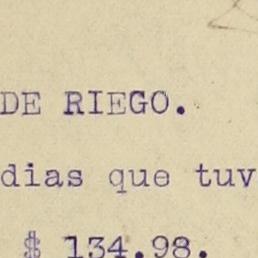 DE RIEGO.
dias que tuv
$ 134.98.